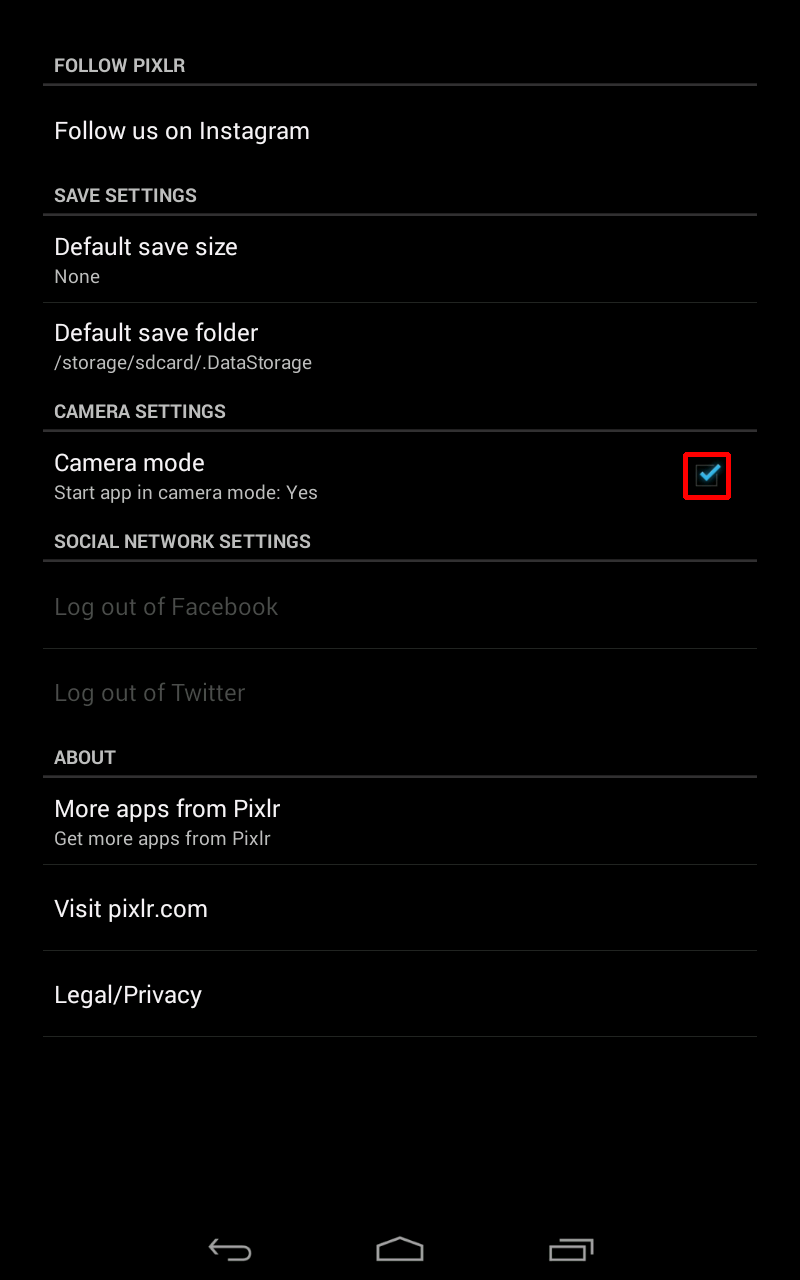 FOLLOW PIXLR
Follow us on Instagram
SAVE SETTINGS
Default save size
None
Default save folder
/storage/sdcard/.DataStorage
CAMERA SETTINGS
Camera mode
Start app in camera mode: Yes
SOCIAL NETWORK SETTINGS
Log out of Facebook
Log out of Twitter
ABOUT
More apps from Pixlr
Get more apps from Pixlr
Visit pixlr.com
Legal/Privacy